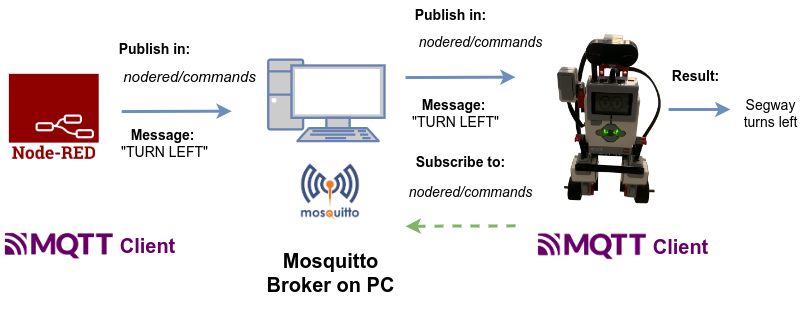 Publish in:
nodered/commands
Message:
"TURN LEFT"
Node-RED
MQTT Client
mosquitto
Mosquitto
Broker on PC
Publish in:
nodered/commands
Message:
"TURN LEFT"
Subscribe to:
nodered/commands
MQTT Client
Result:
Segway
turns left